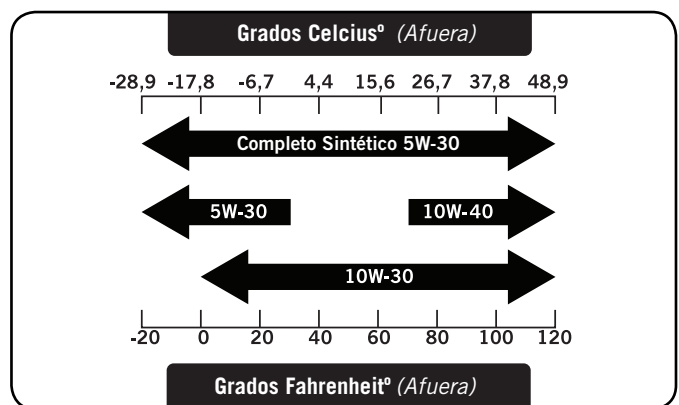 Grados Celciusº (Afuera)
-28,9 -17,8 -6,7 4,4 15,6 26,7 37,8 48,9
Completo Sintético 5W-30
5W-30 10W-40
10W-30
-20 0 20 40 60 80 100 120
Grados Fahrenheitº (Afuera)